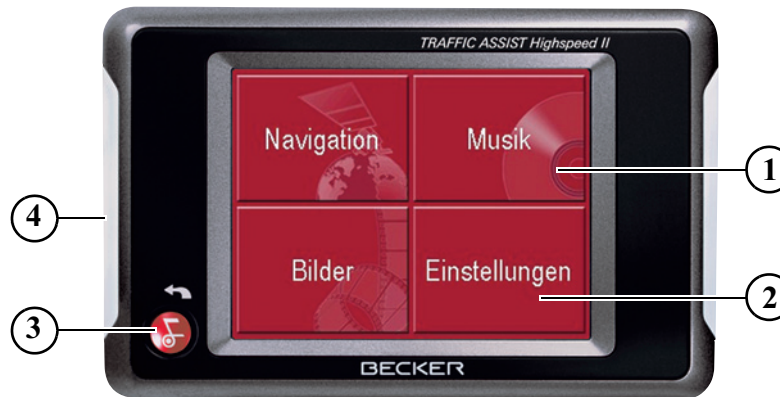 TRAFFIC ASSIST Highspeed II
Navigation
Musik
1
4
Bilder
Einstellungen
2
3
BECKER